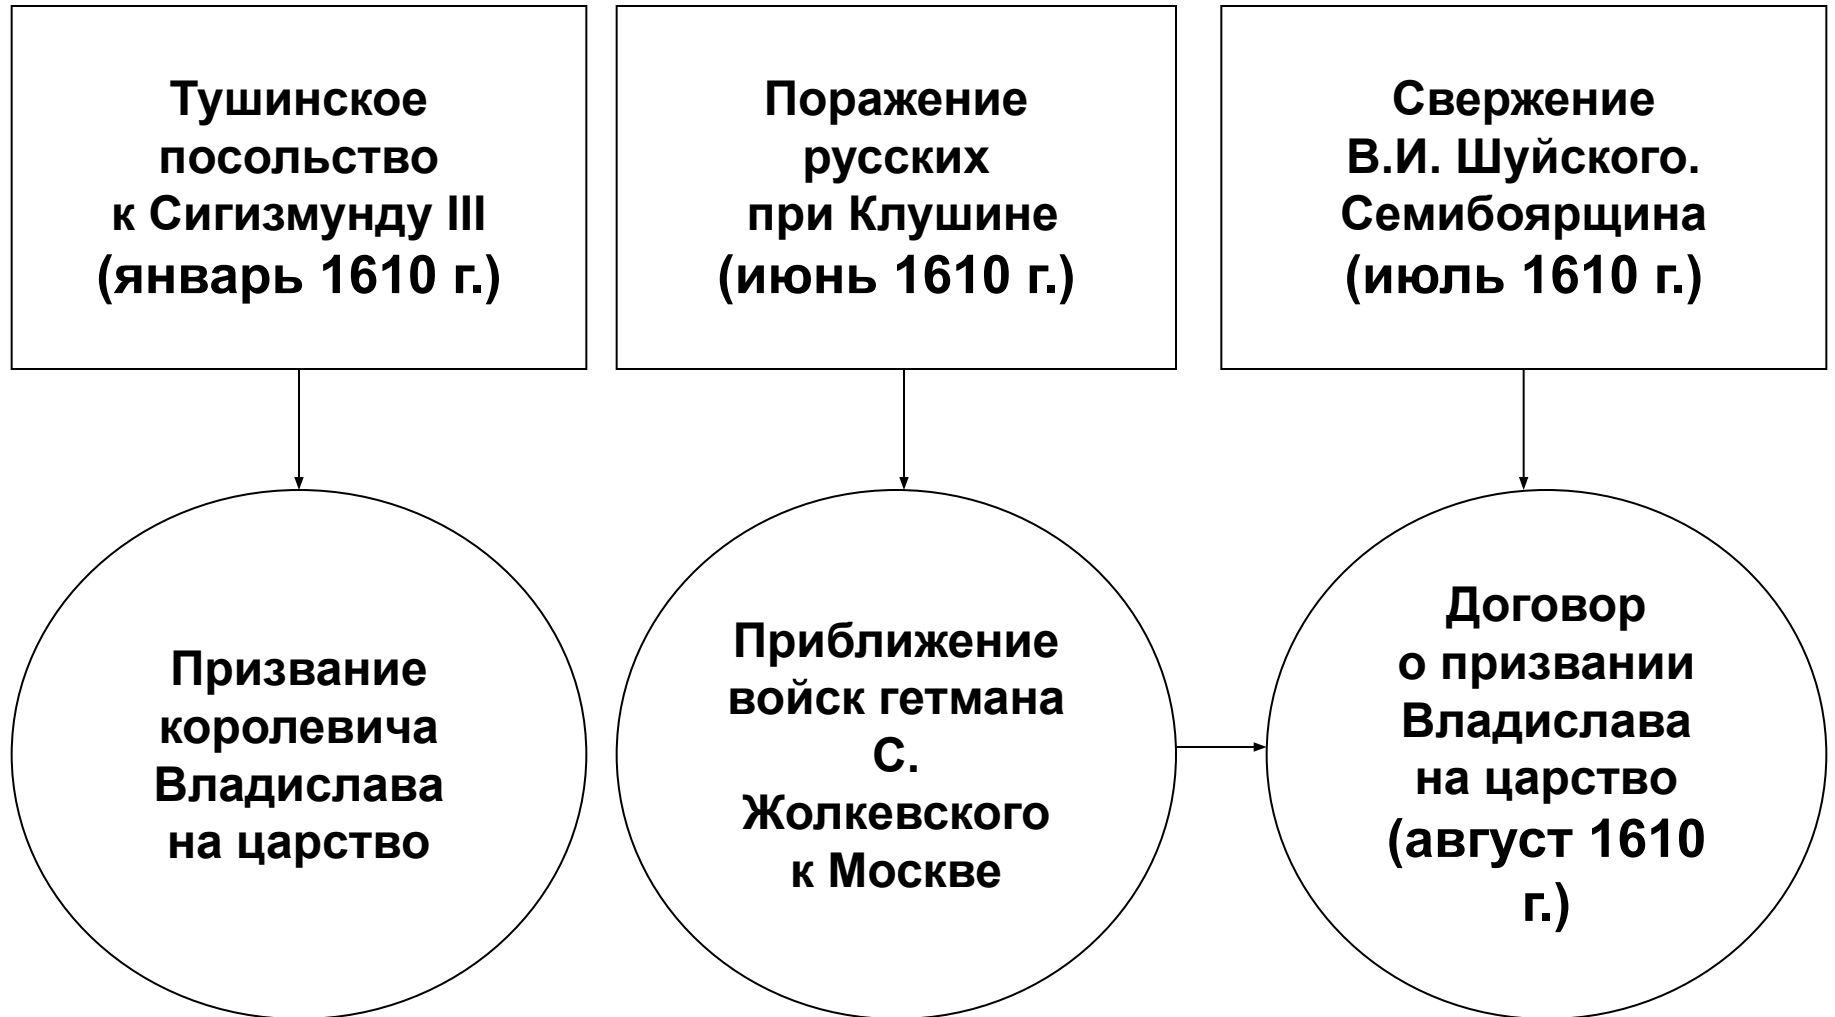 Тушинское
посольство
к Сигизмунду III
(январь 1610 г.)
Поражение
русских
при Клушине
(июнь 1610 г.)
Свержение
В.И. Шуйского.
Семибоярщина
(июль 1610 г.)
Призвание
королевича
Владислава
на царство
Приближение
войск гетмана
С.
Жолкевского
к Москве
Договор
о призвании
Владислава
на царство
(август 1610
г.)